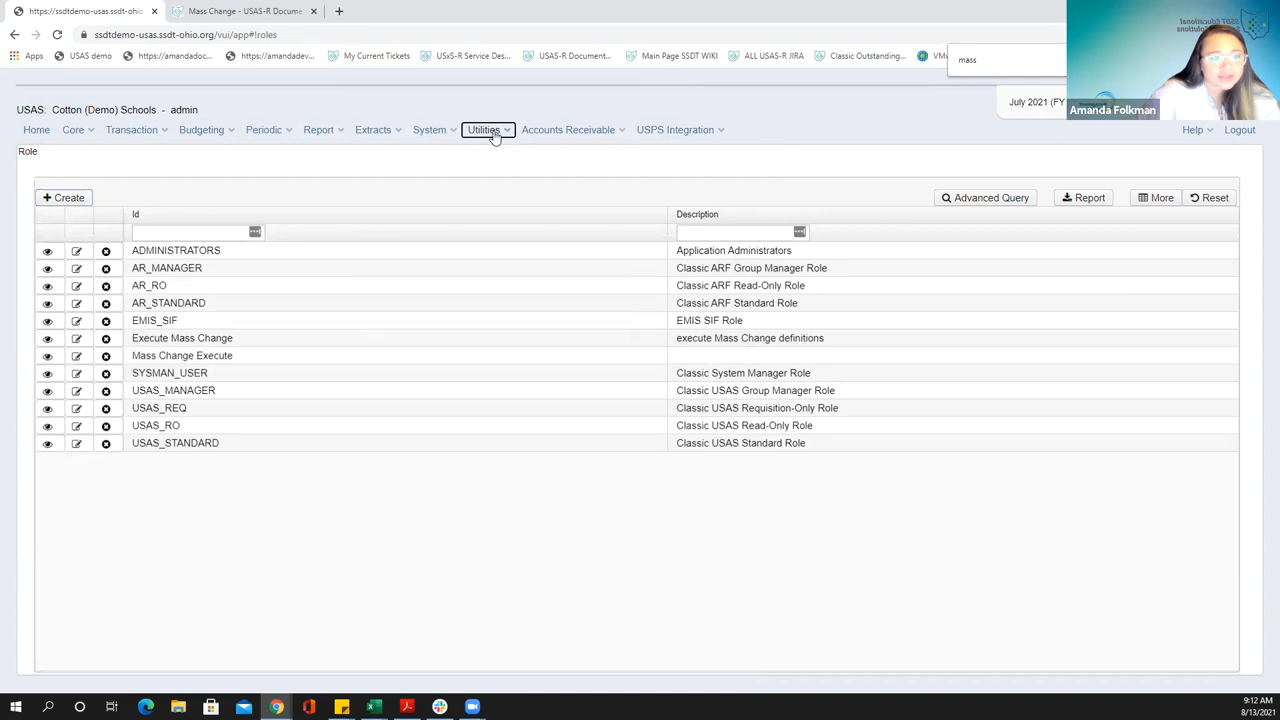 https://ssdtdemo-usas.ssdt-ohio
Mass Change - USAS-R Docume
ssdtdemo-usas.ssdt-ohio.org/vui/app#!roles
Apps
USAS demo
https://amandadoc...
https://amandadev...
My Current Tickets
USxS-R Service Des...
USAS-R Document...
Main Page SSDT WIKI
ALL USAS-R JIRA
Classic Outstanding...
mass
Amanda Folkman
USAS: Cotton (Demo) Schools - admin
July 2021 (FY
Home Core Transaction Budgeting Periodic Report Extracts System Utilities Accounts Receivable USPS Integration Help Logout
Role
Create Advanced Query Report More Reset
Id Description
ADMINISTRATORS Application Administrators
AR_MANAGER Classic ARF Group Manager Role
AR_RO Classic ARF Read-Only Role
AR_STANDARD Classic ARF Standard Role
EMIS_SIF EMIS SIF Role
Execute Mass Change execute Mass Change definitions
Mass Change Execute
SYSMAN_USER Classic System Manager Role
USAS_MANAGER Classic USAS Group Manager Role
USAS_REQ Classic USAS Requisition-Only Role
USAS_RO Classic USAS Read-Only Role
USAS_STANDARD Classic USAS Standard Role
9:12 AM
8/13/2021